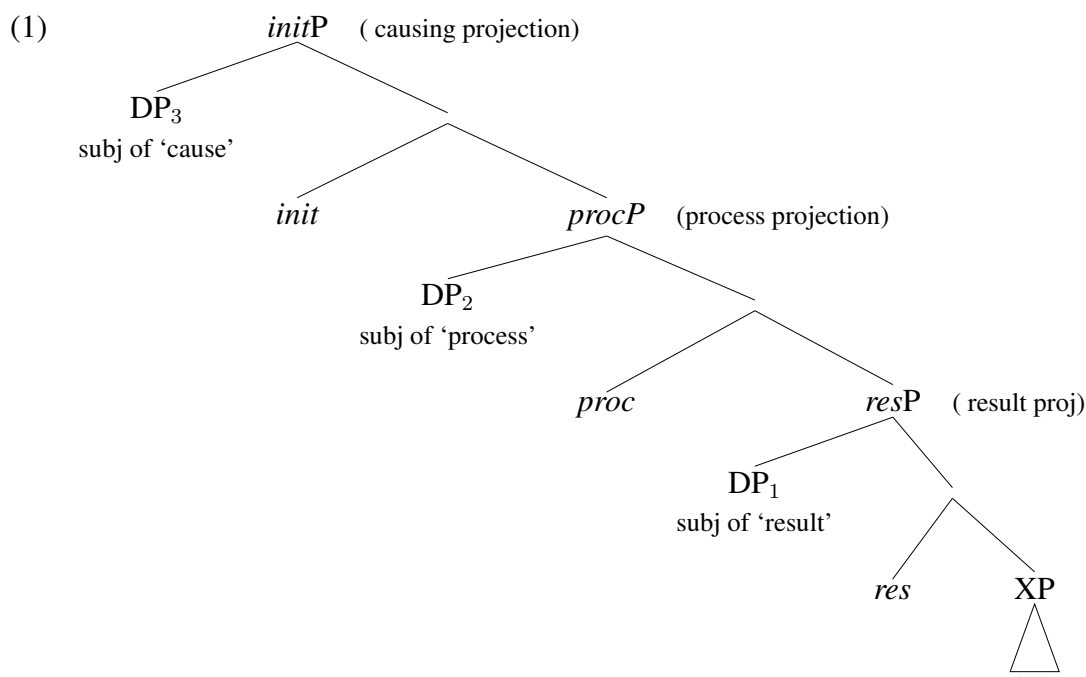 (1) initP ( causing projection)
DP₃
subj of ‘cause’
init procP (process projection)
DP₂
subj of ‘process’
proc resP ( result proj)
DP₁
subj of ‘result’
res XP